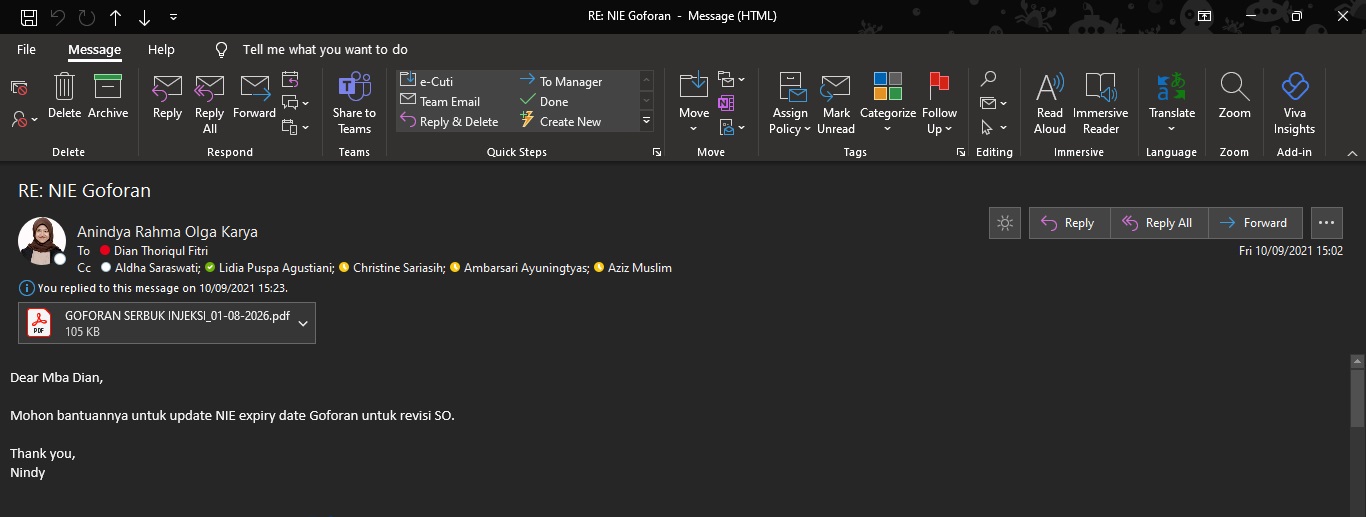 RE: NIE Goforan - Message (HTML)
File Message Help Tell me what you want to do
Delete Archive
Delete
Reply Reply All Forward
Respond
Share to Teams
Teams
e-Cuti To Manager
Team Email Done
Reply & Delete Create New
Quick Steps
Move
Move
Assign Policy Mark Unread Categorize Follow Up
Tags
Editing
Read Aloud Immersive Reader
Immersive
Translate
Language
Zoom
Zoom
Viva Insights
Add-in
RE: NIE Goforan
Anindya Rahma Olga Karya
To Dian Thoriqul Fitri
Cc Aldha Saraswati; Lidia Puspa Agustiani; Christine Sariasih; Ambarsari Ayuningtyas; Aziz Muslim
Reply Reply All Forward
Fri 10/09/2021 15:02
You replied to this message on 10/09/2021 15:23.
PDF
GOFORAN SERBUK INJEKSI_01-08-2026.pdf
105 KB
Dear Mba Dian,
Mohon bantuannya untuk update NIE expiry date Goforan untuk revisi SO.
Thank you,
Nindy